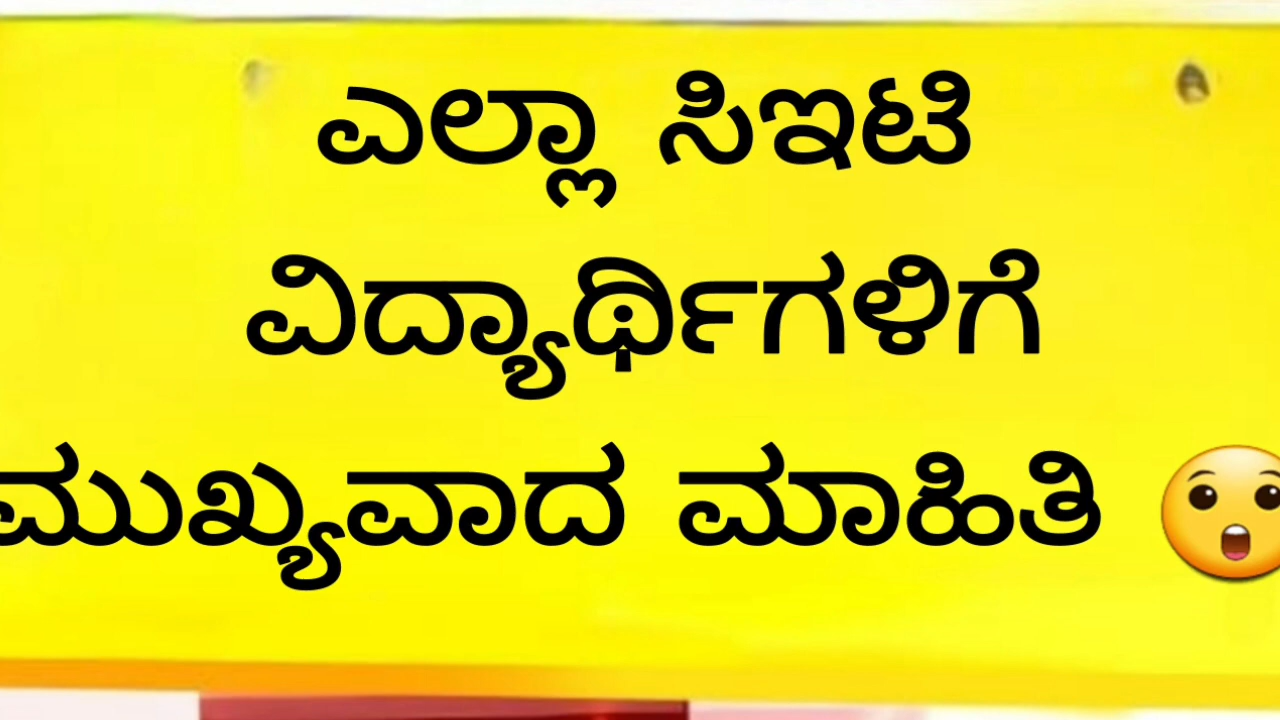 ಎಲ್ಲಾ ಸಿಇಟಿ
ವಿದ್ಯಾರ್ಥಿಗಳಿಗೆ
ಮುಖ್ಯವಾದ ಮಾಹಿತಿ 😲